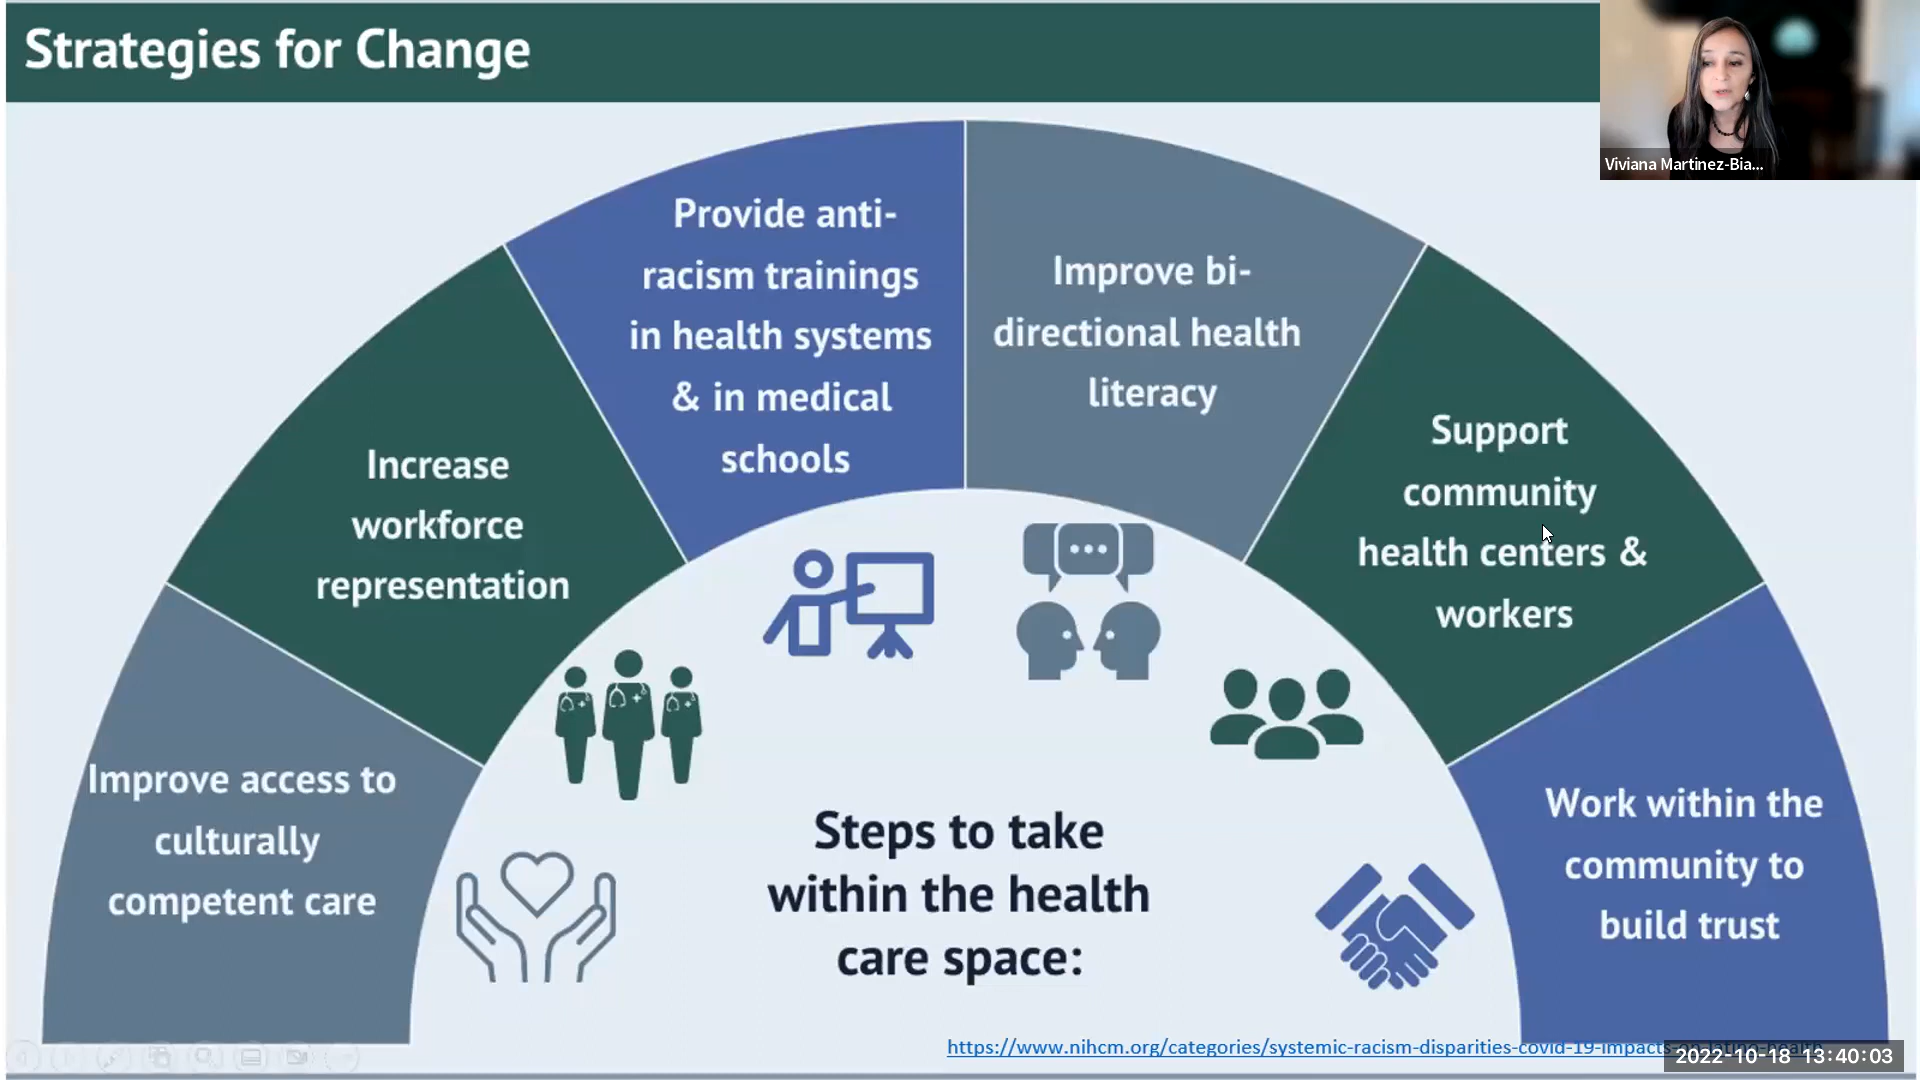 Strategies for Change
Viviana Martinez-Bia...
Provide anti-
racism trainings
in health systems
& in medical
schools
Improve bi-
directional health
literacy
Increase
workforce
representation
Support
community
health centers &
workers
Improve access to
culturally
competent care
Work within the
community to
build trust
Steps to take
within the health
care space:
https://www.nihcm.org/categories/systemic-racism-disparities-covid-19-impacts-on-latino-health
2022-10-18 13:40:03